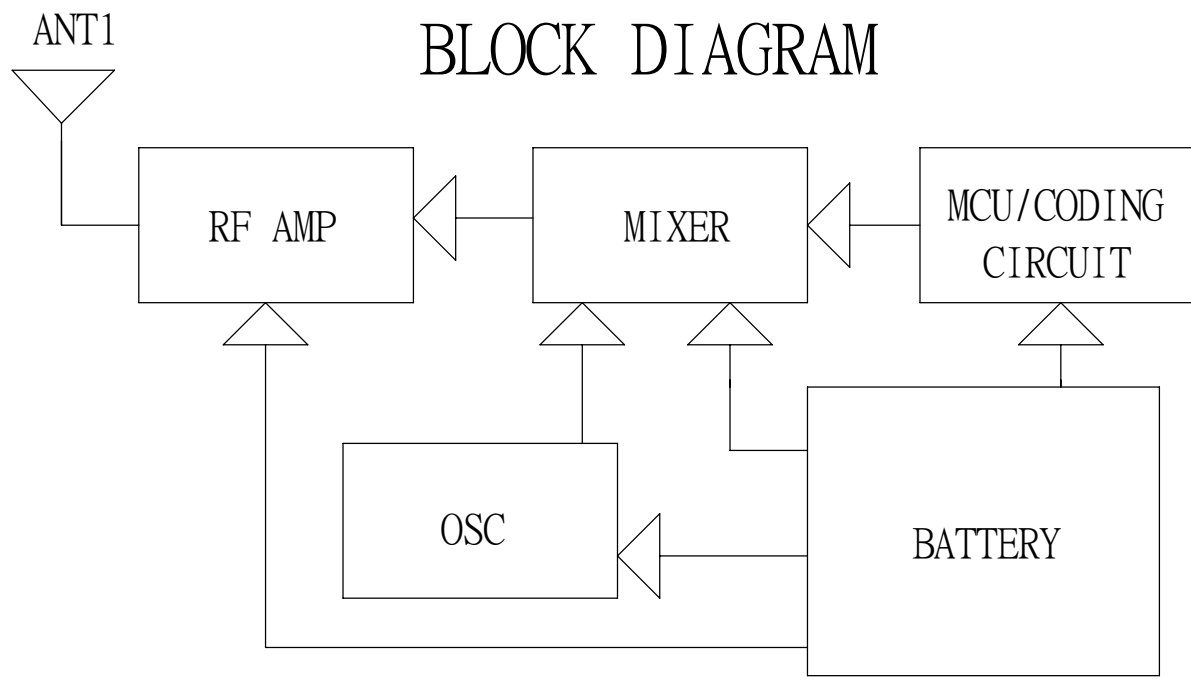 ANT1
BLOCK DIAGRAM
RF AMP
MIXER
MCU/CODING
CIRCUIT
OSC
BATTERY